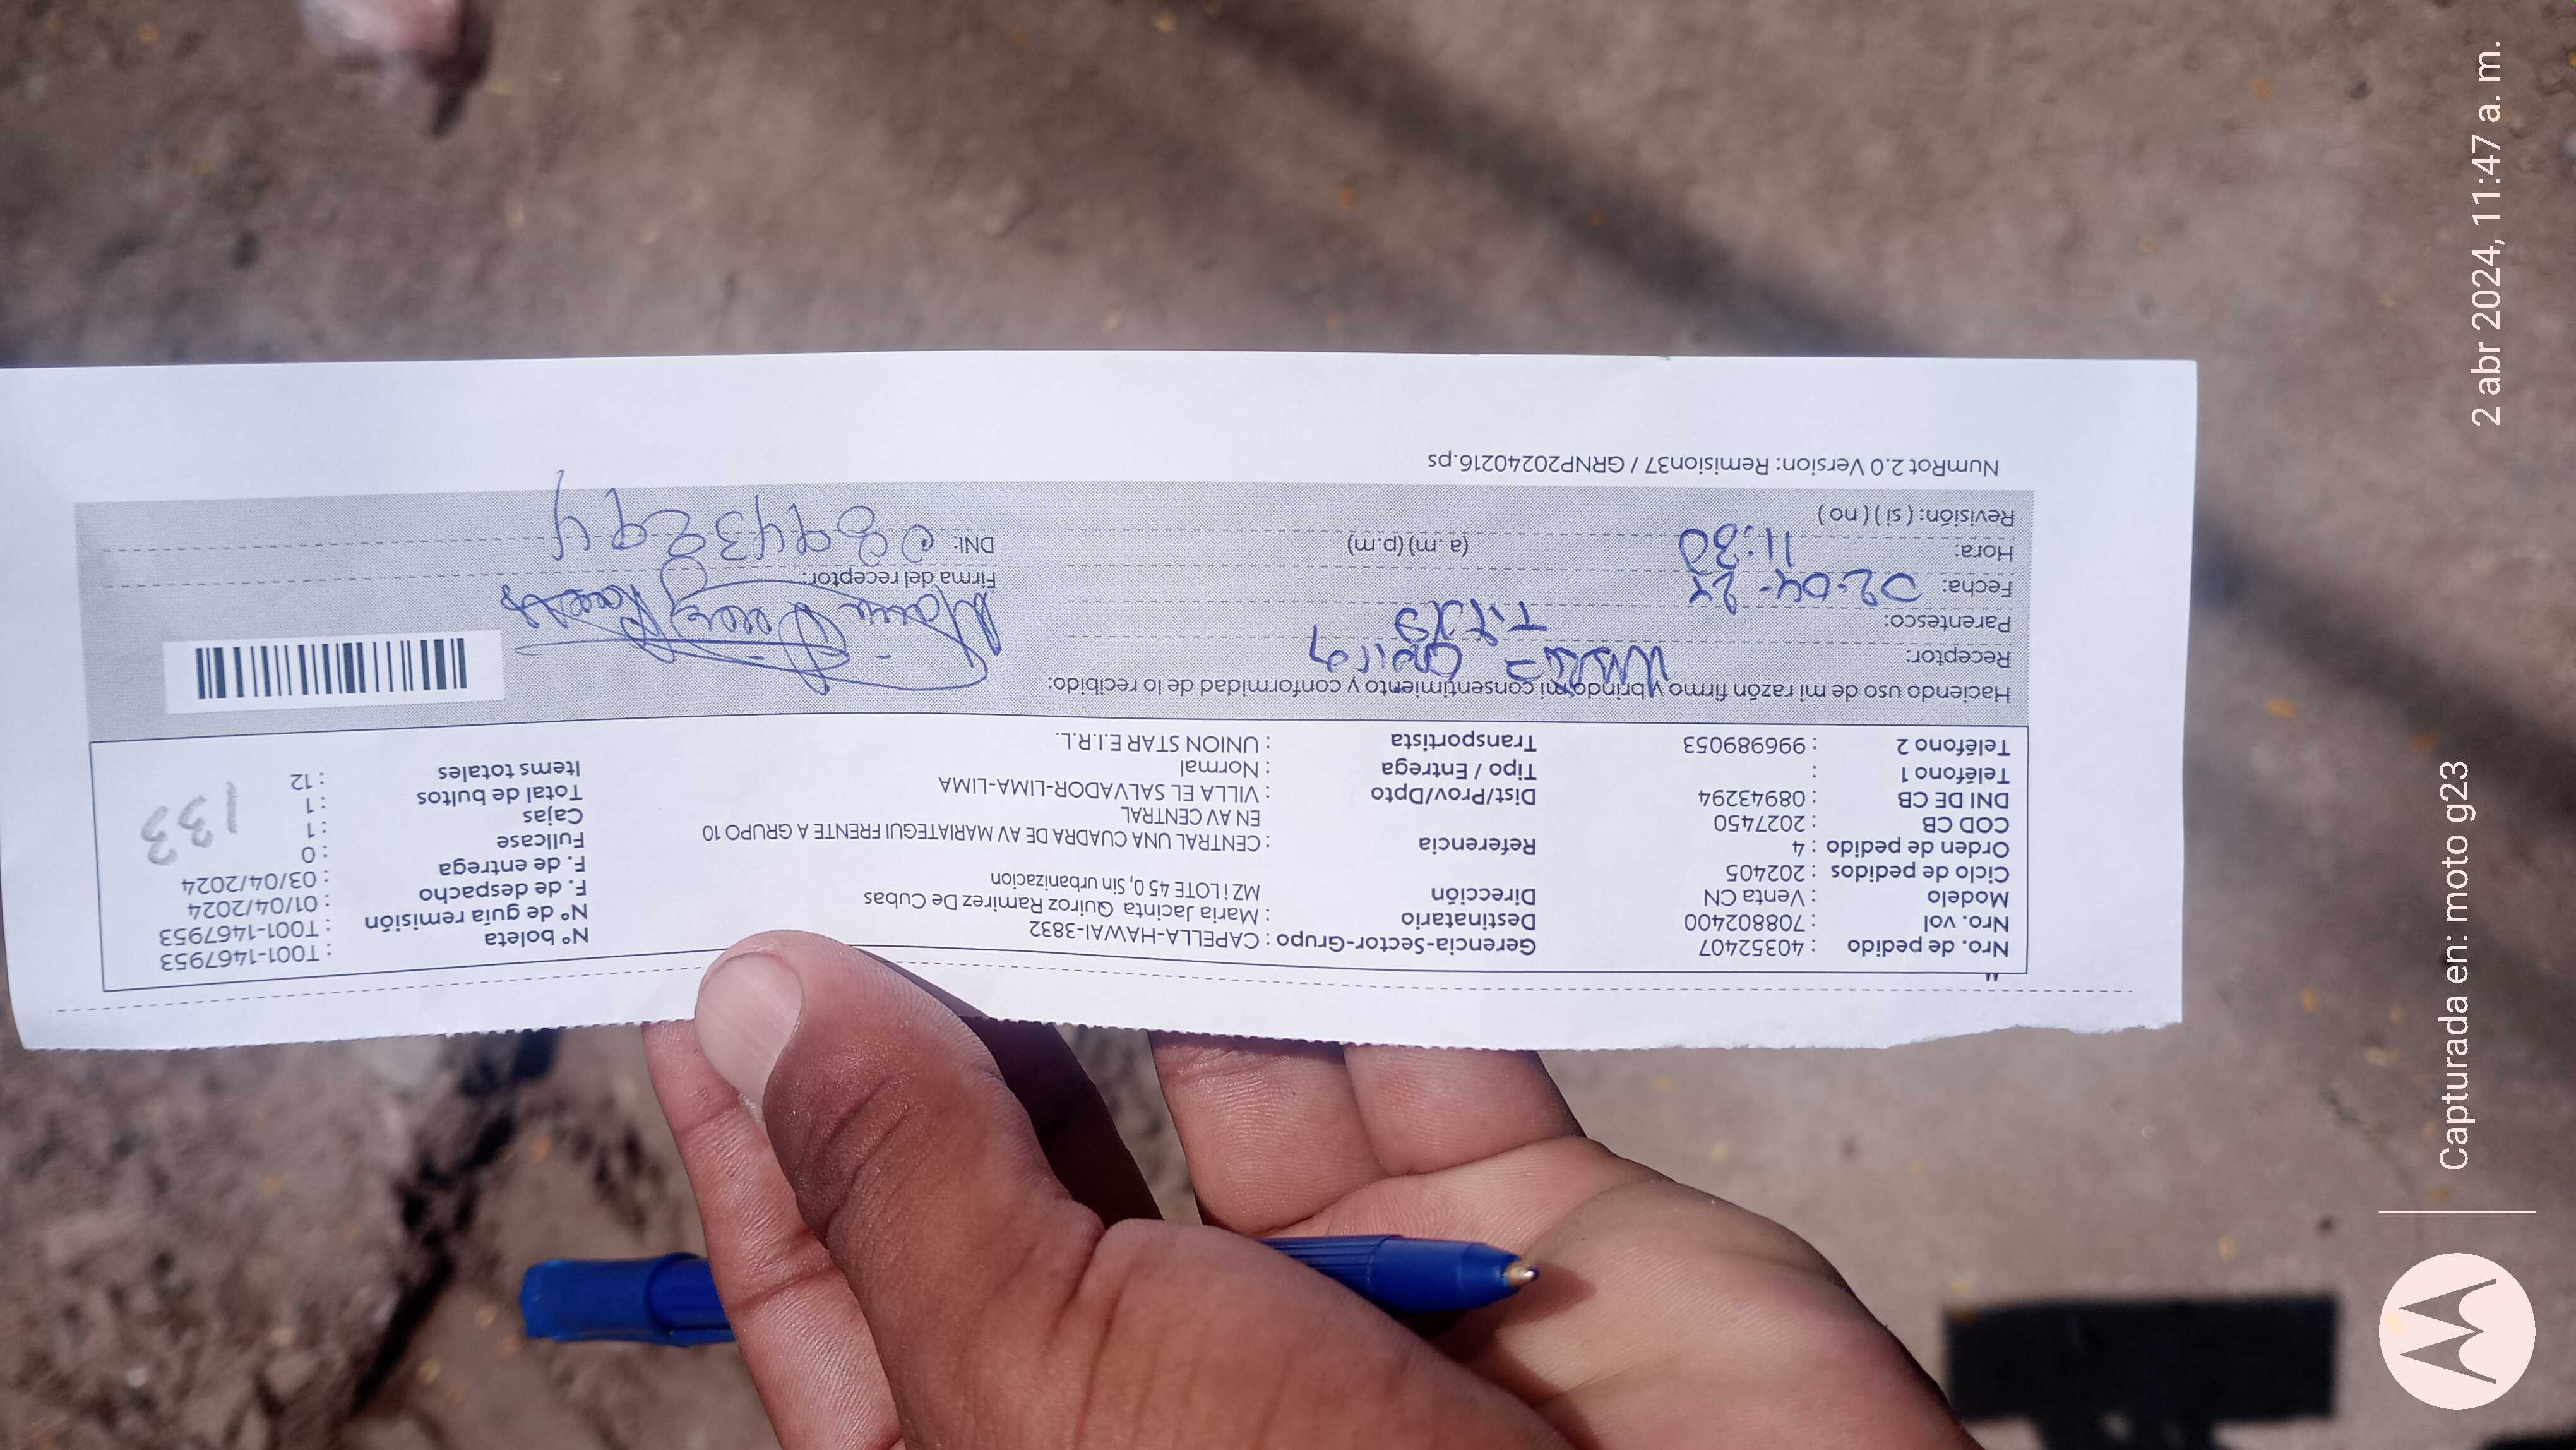 Nro. de pedido : 40352407
Nro. vol : 708802400
Modelo : Venta CN
Ciclo de pedidos : 202405
Orden de pedido : 4
COD CB : 2027450
DNI DE CB : 08943294
Teléfono 1 :
Teléfono 2 : 996989053
Gerencia-Sector-Grupo : CAPELLA-HAWAI-3832
Destinatario : Maria Jacinta Quiroz Ramirez De Cubas
Dirección MZ i LOTE 45 0, Sin urbanizacion
Referencia : CENTRAL UNA CUADRA DE AV MARIATEGUI FRENTE A GRUPO 10
EN AV CENTRAL
Dist/Prov/Dpto : VILLA EL SALVADOR-LIMA-LIMA
Tipo / Entrega : Normal
Transportista : UNION STAR E.I.R.L.
Nº boleta : T001-1467953
Nº de guía remisión : T001-1467953
F. de despacho : 01/04/2024
F. de entrega : 03/04/2024
Fullcase : 0
Cajas : 1
Total de bultos : 1
Items totales : 12
133
Haciendo uso de mi razón firmo y brindo mi consentimiento y conformidad de lo recibido:
Receptor: Maria Quiroz
Parentesco:
Fecha: 02-04-24
Hora: 11:30 (a. m) (p.m)
Revisión: ( si ) ( no )
Firma del receptor:
DNI: 08943294
NumRot 2.0 Version: Remision37 / GRNP20240216.ps
Capturada en: moto g23
2 abr 2024, 11:47 a. m.